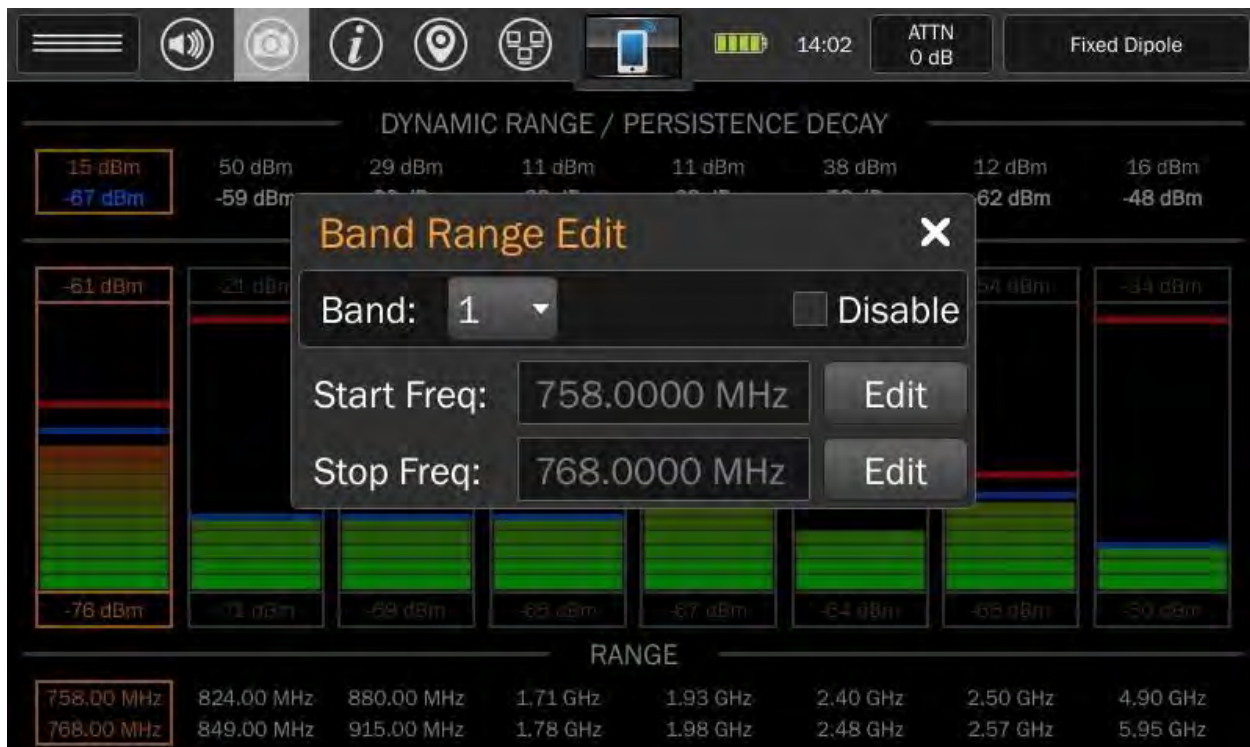 14:02
ATTN
0 dB
Fixed Dipole
DYNAMIC RANGE / PERSISTENCE DECAY
15 dBm 50 dBm 29 dBm 11 dBm 11 dBm 38 dBm 12 dBm 16 dBm
-67 dBm -59 dBm -62 dBm -48 dBm
Band Range Edit
-61 dBm -21 dBm -34 dBm
Band: 1 Disable
Start Freq: 758.0000 MHz Edit
Stop Freq: 768.0000 MHz Edit
-76 dBm -71 dBm -69 dBm -67 dBm -64 dBm -50 dBm
RANGE
758.00 MHz 824.00 MHz 880.00 MHz 1.71 GHz 1.93 GHz 2.40 GHz 2.50 GHz 4.90 GHz
768.00 MHz 849.00 MHz 915.00 MHz 1.78 GHz 1.98 GHz 2.48 GHz 2.57 GHz 5.95 GHz